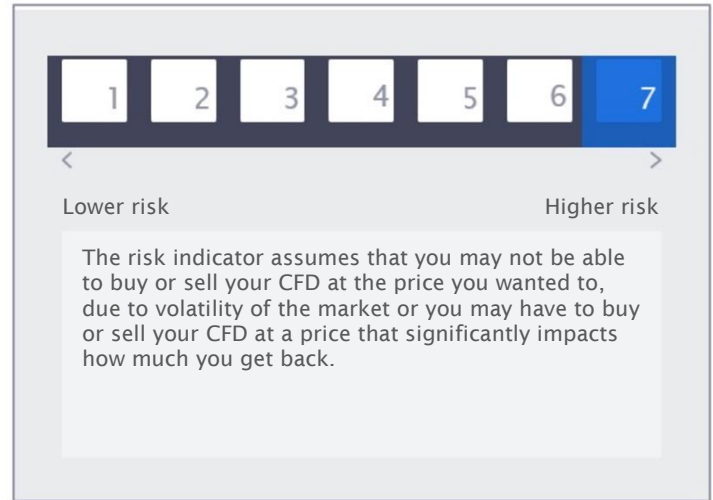 1 2 3 4 5 6 7
< >
Lower risk Higher risk
The risk indicator assumes that you may not be able
to buy or sell your CFD at the price you wanted to,
due to volatility of the market or you may have to buy
or sell your CFD at a price that significantly impacts
how much you get back.